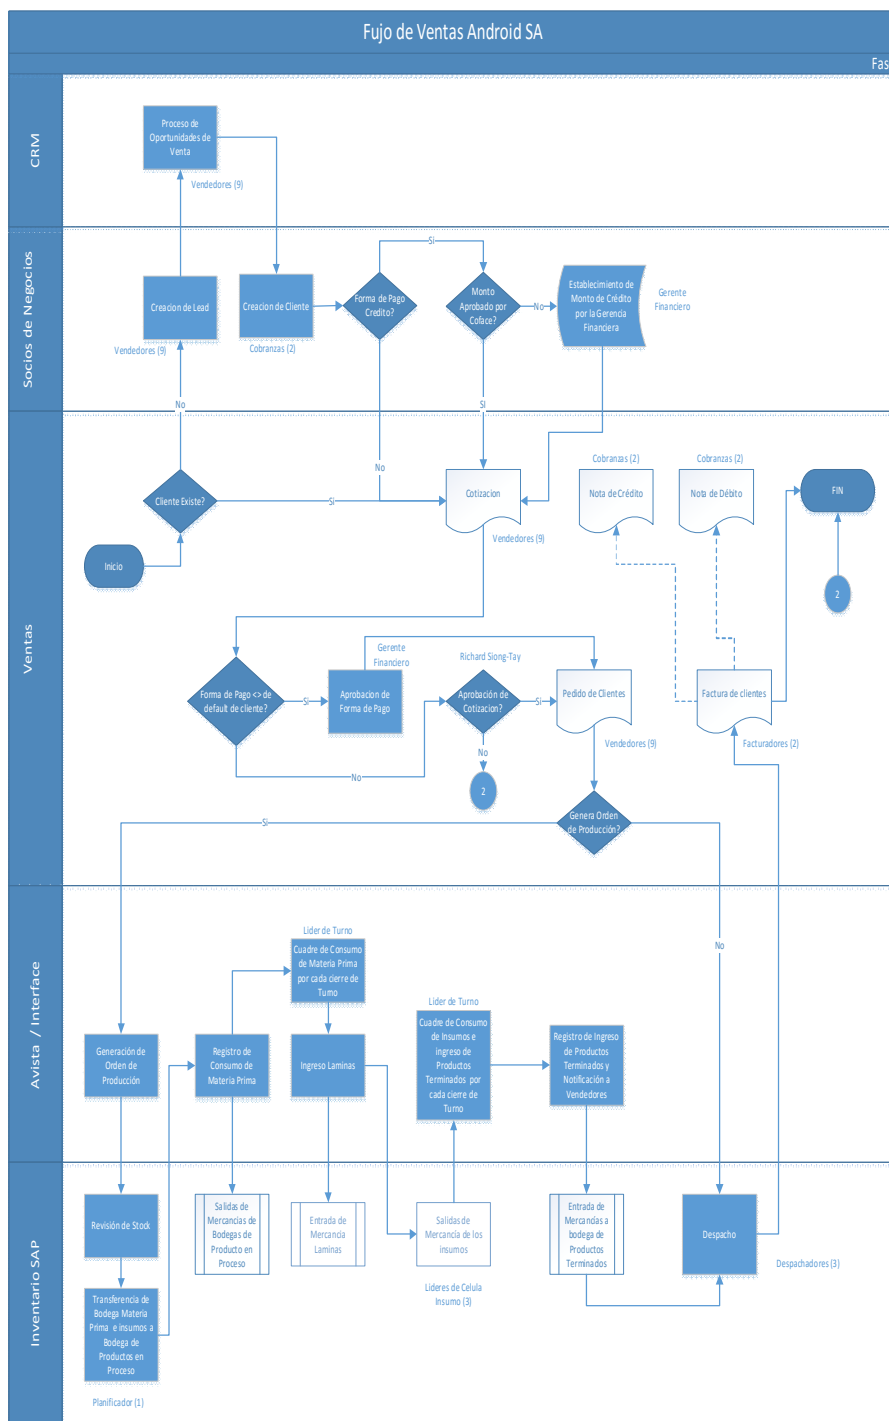 Fujo de Ventas Android SA
Fas
CRM
Proceso de
Oportunidades de
Venta
Vendedores (9)
Socios de Negocios
Creacion de Lead
Vendedores (9)
Creacion de Cliente
Cobranzas (2)
Forma de Pago
Credito?
Si
Monto
Aprobado por
Coface?
No
Establecimiento de
Monto de Crédito
por la Gerencia
Financiera
Gerente
Financiero
No
Si
Ventas
No
Cliente Existe?
Si
Inicio
Cotizacion
Vendedores (9)
Cobranzas (2)
Nota de Crédito
Cobranzas (2)
Nota de Débito
FIN
2
Forma de Pago <> de
default de cliente?
Si
Gerente
Financiero
Aprobacion de
Forma de Pago
No
Richard Siong-Tay
Aprobación de
Cotizacion?
Si
No
2
Pedido de Clientes
Vendedores (9)
Factura de clientes
Facturadores (2)
Genera Orden
de Producción?
Si
No
Avista / Interface
Generación de
Orden de
Producción
Registro de
Consumo de
Materia Prima
Lider de Turno
Cuadre de Consumo
de Materia Prima
por cada cierre de
Turno
Ingreso Laminas
Lider de Turno
Cuadre de Consumo
de Insumos e
ingreso de
Productos
Terminados por
cada cierre de
Turno
Registro de Ingreso
de Productos
Terminados y
Notificación a
Vendedores
Inventario SAP
Revisión de Stock
Transferencia de
Bodega Materia
Prima e insumos a
Bodega de
Productos en
Proceso
Planificador (1)
Salidas de
Mercancias de
Bodegas de
Producto en
Proceso
Entrada de
Mercancia
Laminas
Salidas de
Mercancía de los
insumos
Lideres de Celula
Insumo (3)
Entrada de
Mercancías a
bodega de
Productos
Terminados
Despacho
Despachadores (3)